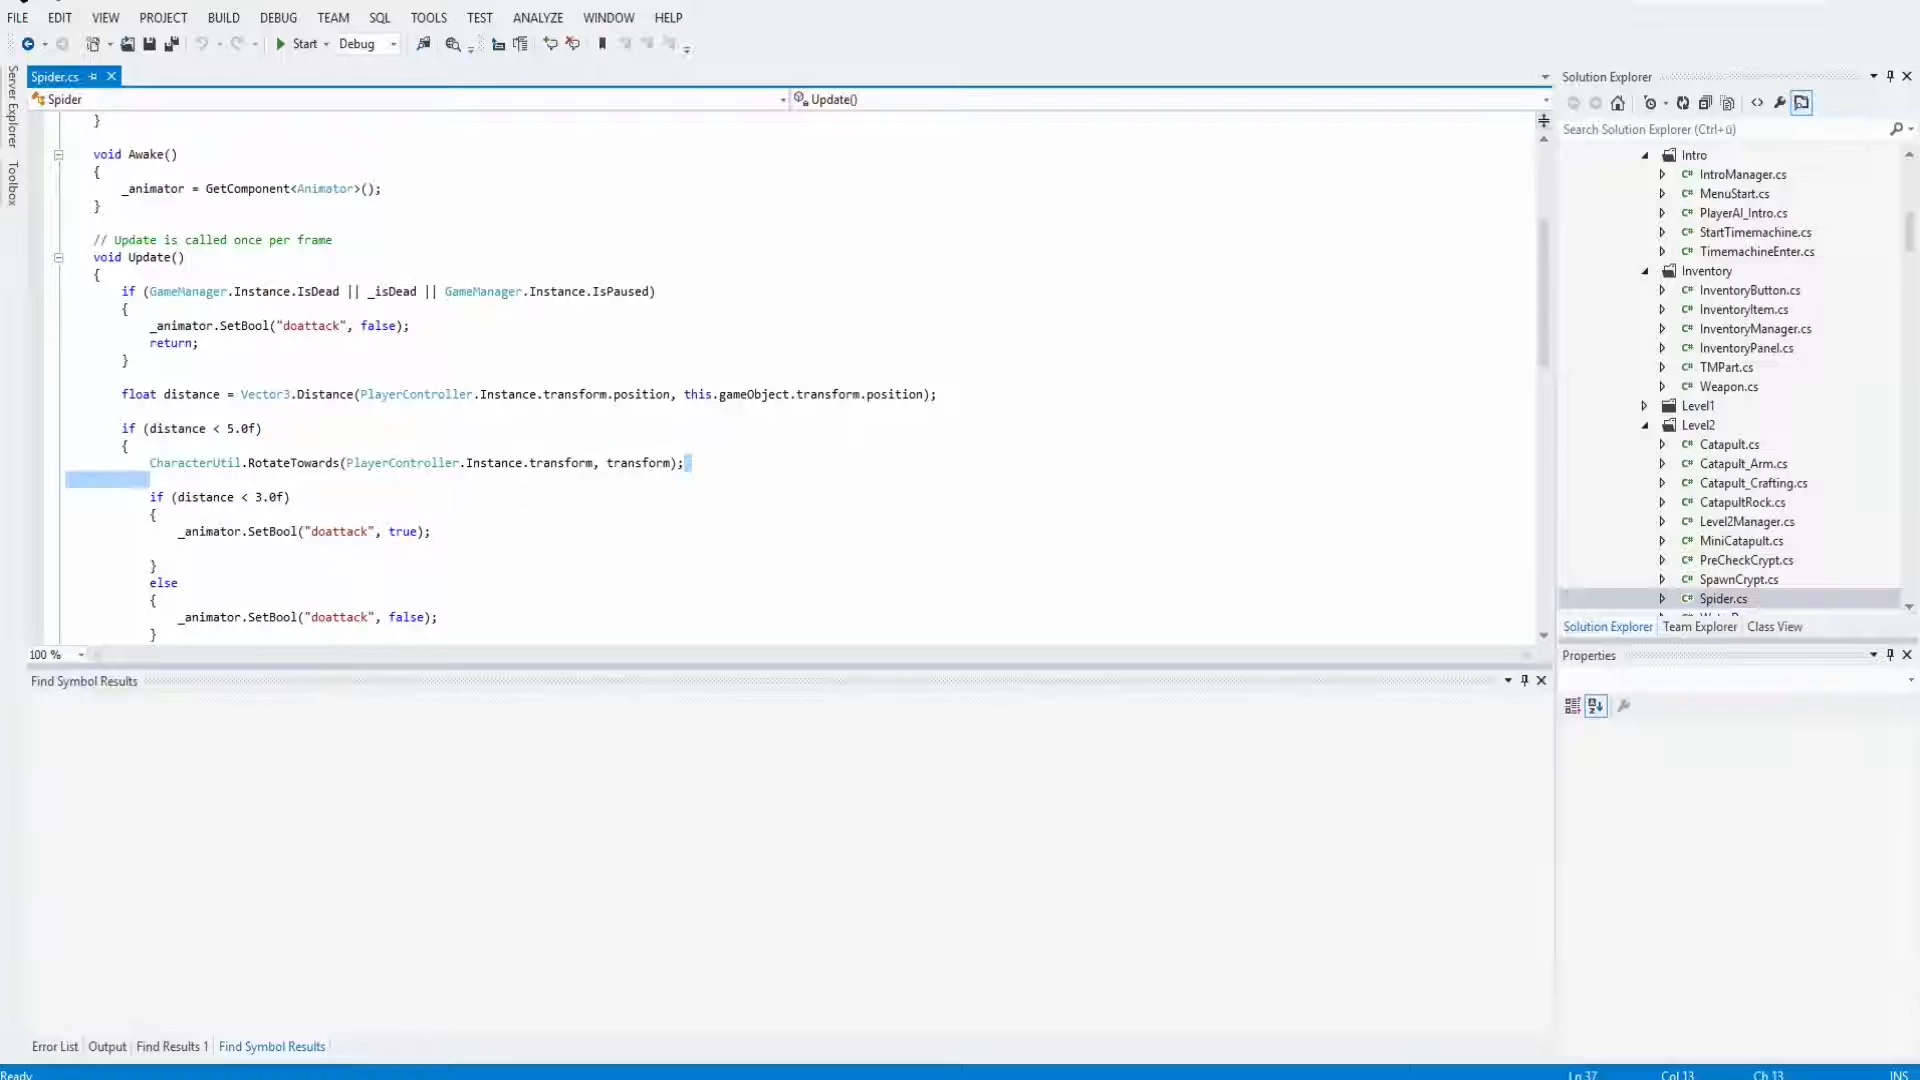 FILE EDIT VIEW PROJECT BUILD DEBUG TEAM SQL TOOLS TEST ANALYZE WINDOW HELP
Start Debug
Server Explorer
Toolbox
Spider.cs
Spider
Update()
}
void Awake()
{
_animator = GetComponent<Animator>();
}
// Update is called once per frame
void Update()
{
if (GameManager.Instance.IsDead || _isDead || GameManager.Instance.IsPaused)
{
_animator.SetBool("doattack", false);
return;
}
float distance = Vector3.Distance(PlayerController.Instance.transform.position, this.gameObject.transform.position);
if (distance < 5.0f)
{
CharacterUtil.RotateTowards(PlayerController.Instance.transform, transform);
if (distance < 3.0f)
{
_animator.SetBool("doattack", true);
}
else
{
_animator.SetBool("doattack", false);
}
100 %
Find Symbol Results
Error List Output Find Results 1 Find Symbol Results
Solution Explorer
Search Solution Explorer (Ctrl+ü)
Intro
C# IntroManager.cs
C# MenuStart.cs
C# PlayerAI_Intro.cs
C# StartTimemachine.cs
C# TimemachineEnter.cs
Inventory
C# InventoryButton.cs
C# InventoryItem.cs
C# InventoryManager.cs
C# InventoryPanel.cs
C# TMPart.cs
C# Weapon.cs
Level1
Level2
C# Catapult.cs
C# Catapult_Arm.cs
C# Catapult_Crafting.cs
C# CatapultRock.cs
C# Level2Manager.cs
C# MiniCatapult.cs
C# PreCheckCrypt.cs
C# SpawnCrypt.cs
C# Spider.cs
Solution Explorer Team Explorer Class View
Properties
Ready Ln 37 Col 13 Ch 13 INS